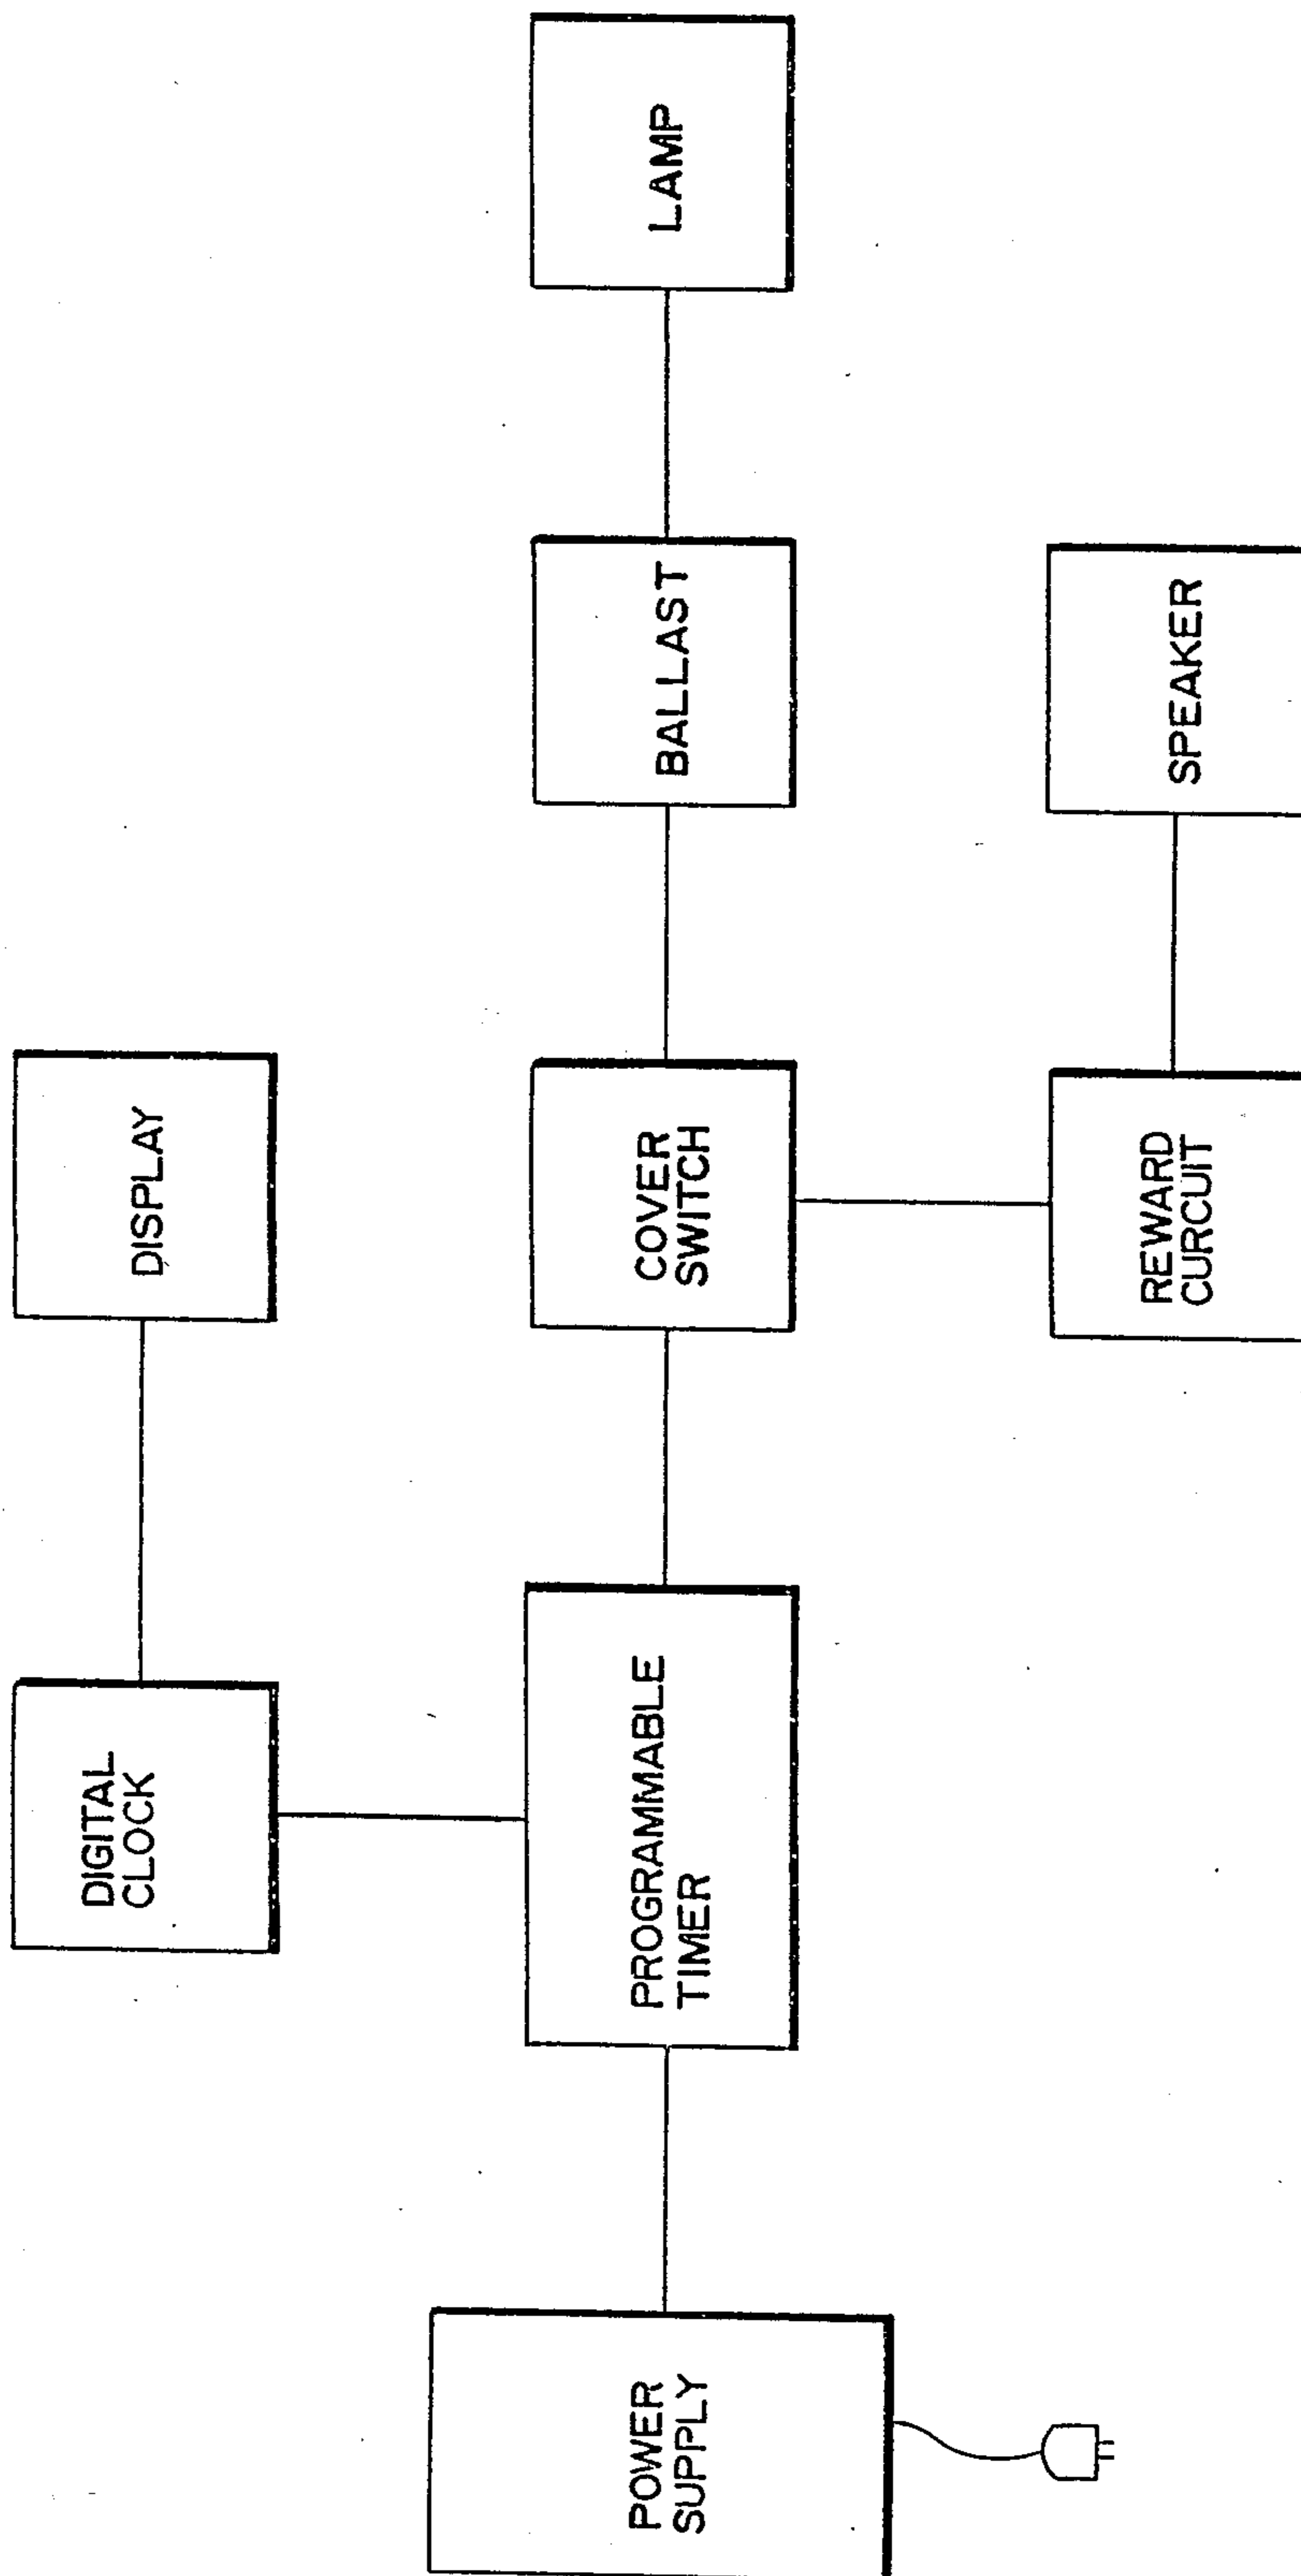 DIGITAL
CLOCK
DISPLAY
POWER
SUPPLY
PROGRAMMABLE
TIMER
COVER
SWITCH
BALLAST
LAMP
REWARD
CURCUIT
SPEAKER